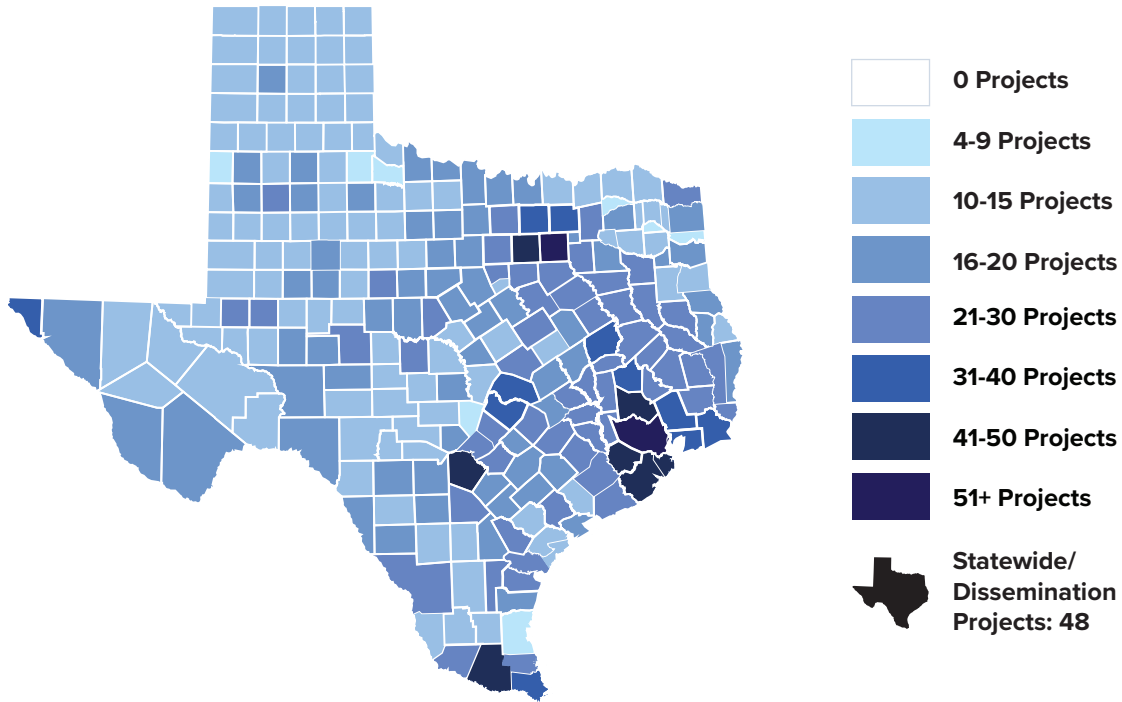 0 Projects
4-9 Projects
10-15 Projects
16-20 Projects
21-30 Projects
31-40 Projects
41-50 Projects
51+ Projects
Statewide/
Dissemination
Projects: 48